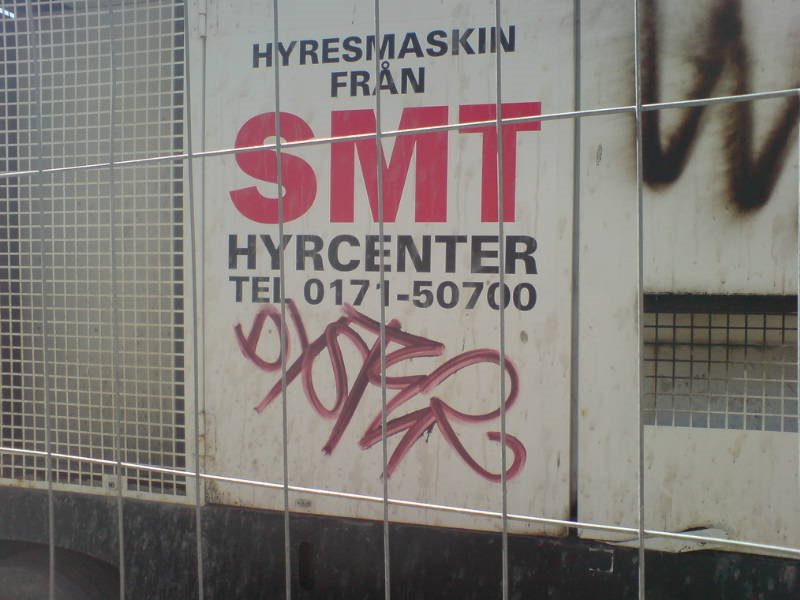 HYRESMASKIN
FRÅN
SMT
HYRCENTER
TEL 0171-50700